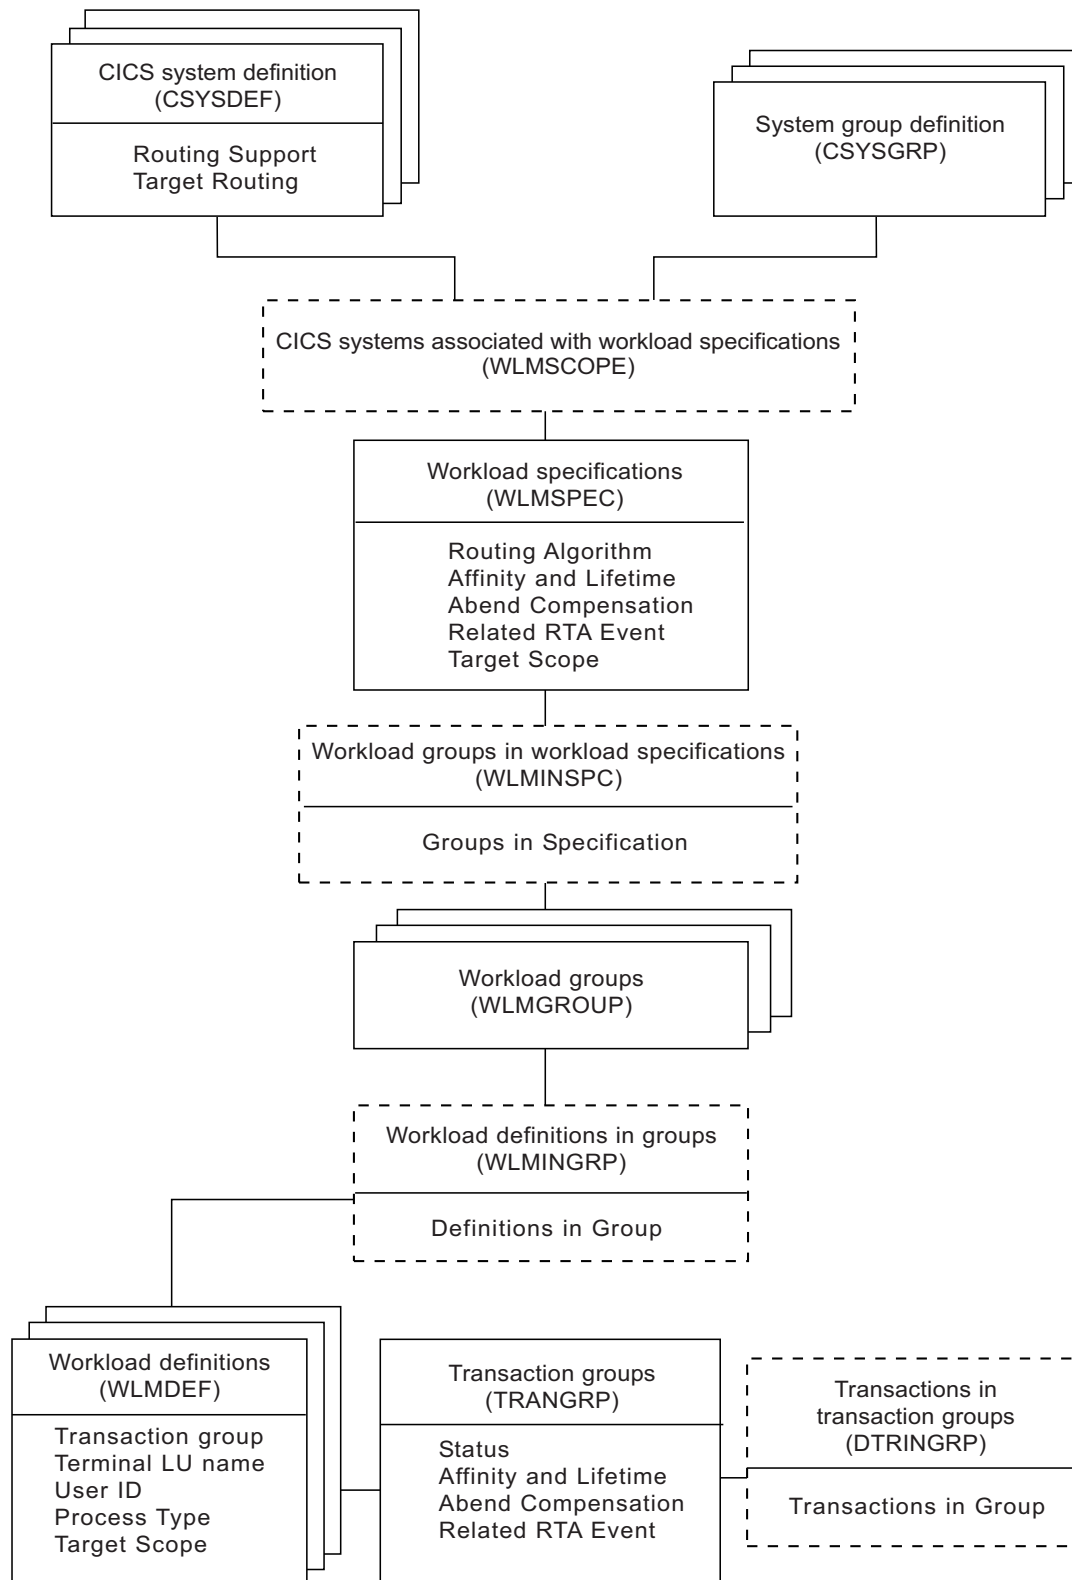 CICS system definition
(CSYSDEF)
Routing Support
Target Routing
System group definition
(CSYSGRP)
CICS systems associated with workload specifications
(WLMSCOPE)
Workload specifications
(WLMSPEC)
Routing Algorithm
Affinity and Lifetime
Abend Compensation
Related RTA Event
Target Scope
Workload groups in workload specifications
(WLMINSPC)
Groups in Specification
Workload groups
(WLMGROUP)
Workload definitions in groups
(WLMINGRP)
Definitions in Group
Workload definitions
(WLMDEF)
Transaction group
Terminal LU name
User ID
Process Type
Target Scope
Transaction groups
(TRANGRP)
Status
Affinity and Lifetime
Abend Compensation
Related RTA Event
Transactions in
transaction groups
(DTRINGRP)
Transactions in Group